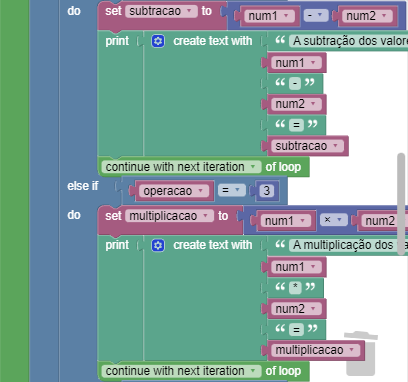 do set subtracao to num1 - num2
print create text with “ A subtração dos
num1
“ - ”
num2
“ = ”
subtracao
continue with next iteration of loop
else if operacao = 3
do set multiplicacao to num1 × num2
print create text with “ A multiplicação dos
num1
“ * ”
num2
“ = ”
multiplicacao
continue with next iteration of loop